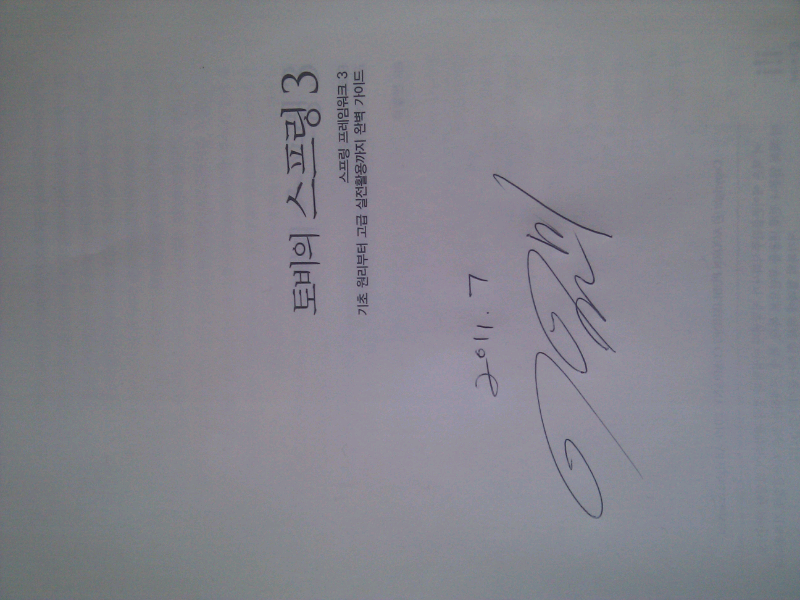 토비의 스프링 3
스프링 프레임워크 3
기초 원리부터 고급 실전활용까지 완벽 가이드
2011. 7